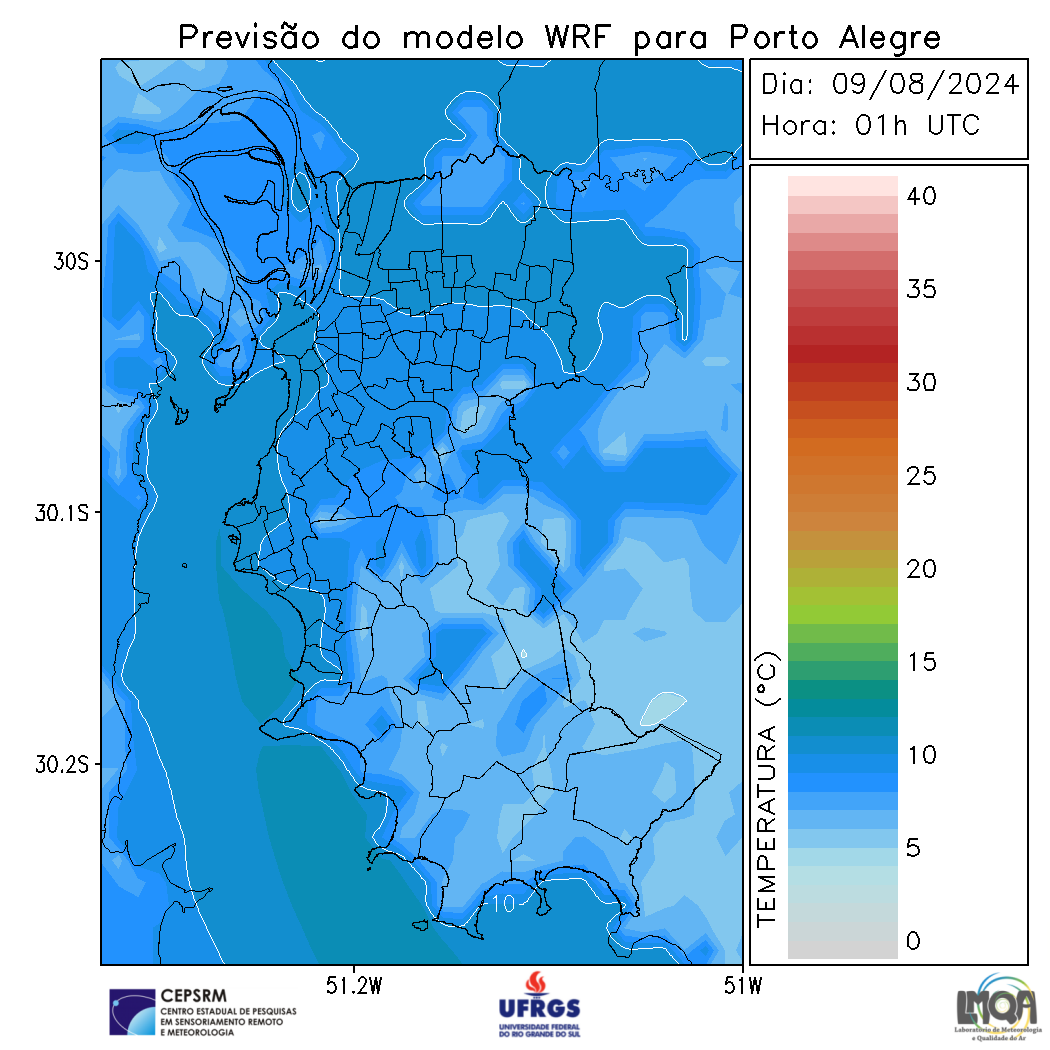 Previsão do modelo WRF para Porto Alegre
Dia: 09/08/2024
Hora: 01h UTC
30S
30.1S
30.2S
51.2W
51W
10
TEMPERATURA (°C)
40
35
30
25
20
15
10
5
0
CEPSRM
CENTRO ESTADUAL DE PESQUISAS
EM SENSORIAMENTO REMOTO
E METEOROLOGIA
UFRGS
UNIVERSIDADE FEDERAL
DO RIO GRANDE DO SUL
LMQA
Laboratório de Meteorologia
e Qualidade do Ar